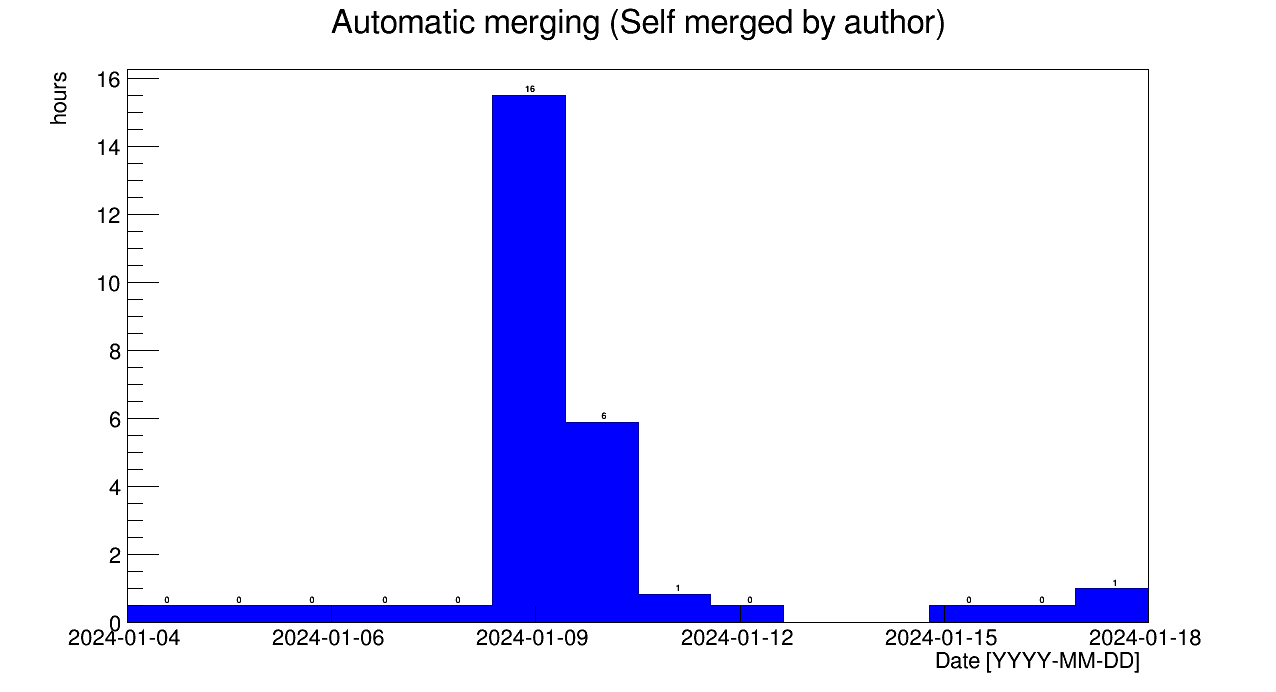 Automatic merging (Self merged by author)
hours
16
14
12
10
8
6
4
2
0
0 0 0 0 0 16 6 1 0 0 0 1
2024-01-04 2024-01-06 2024-01-09 2024-01-12 2024-01-15 2024-01-18
Date [YYYY-MM-DD]